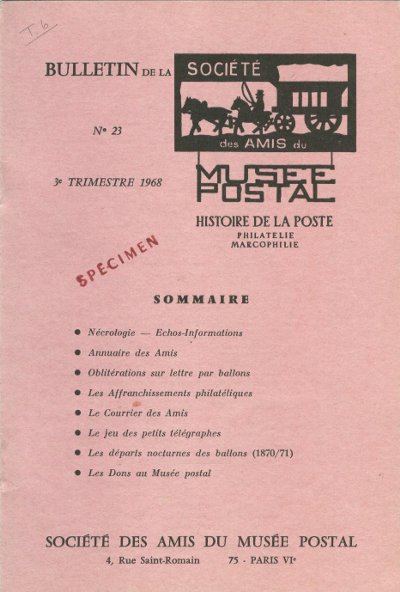 T. 6
BULLETIN DE LA
SOCIÉTÉ
des AMIS du
MUSEE
POSTAL
N° 23
3e TRIMESTRE 1968
HISTOIRE DE LA POSTE
PHILATELIE
MARCOPHILIE
SPECIMEN
SOMMAIRE
● Nécrologie — Echos-Informations
● Annuaire des Amis
● Oblitérations sur lettre par ballons
● Les Affranchissements philatéliques
● Le Courrier des Amis
● Le jeu des petits télégraphes
● Les départs nocturnes des ballons (1870/71)
● Les Dons au Musée postal
SOCIÉTÉ DES AMIS DU MUSÉE POSTAL
4, Rue Saint-Romain 75 - PARIS VIe